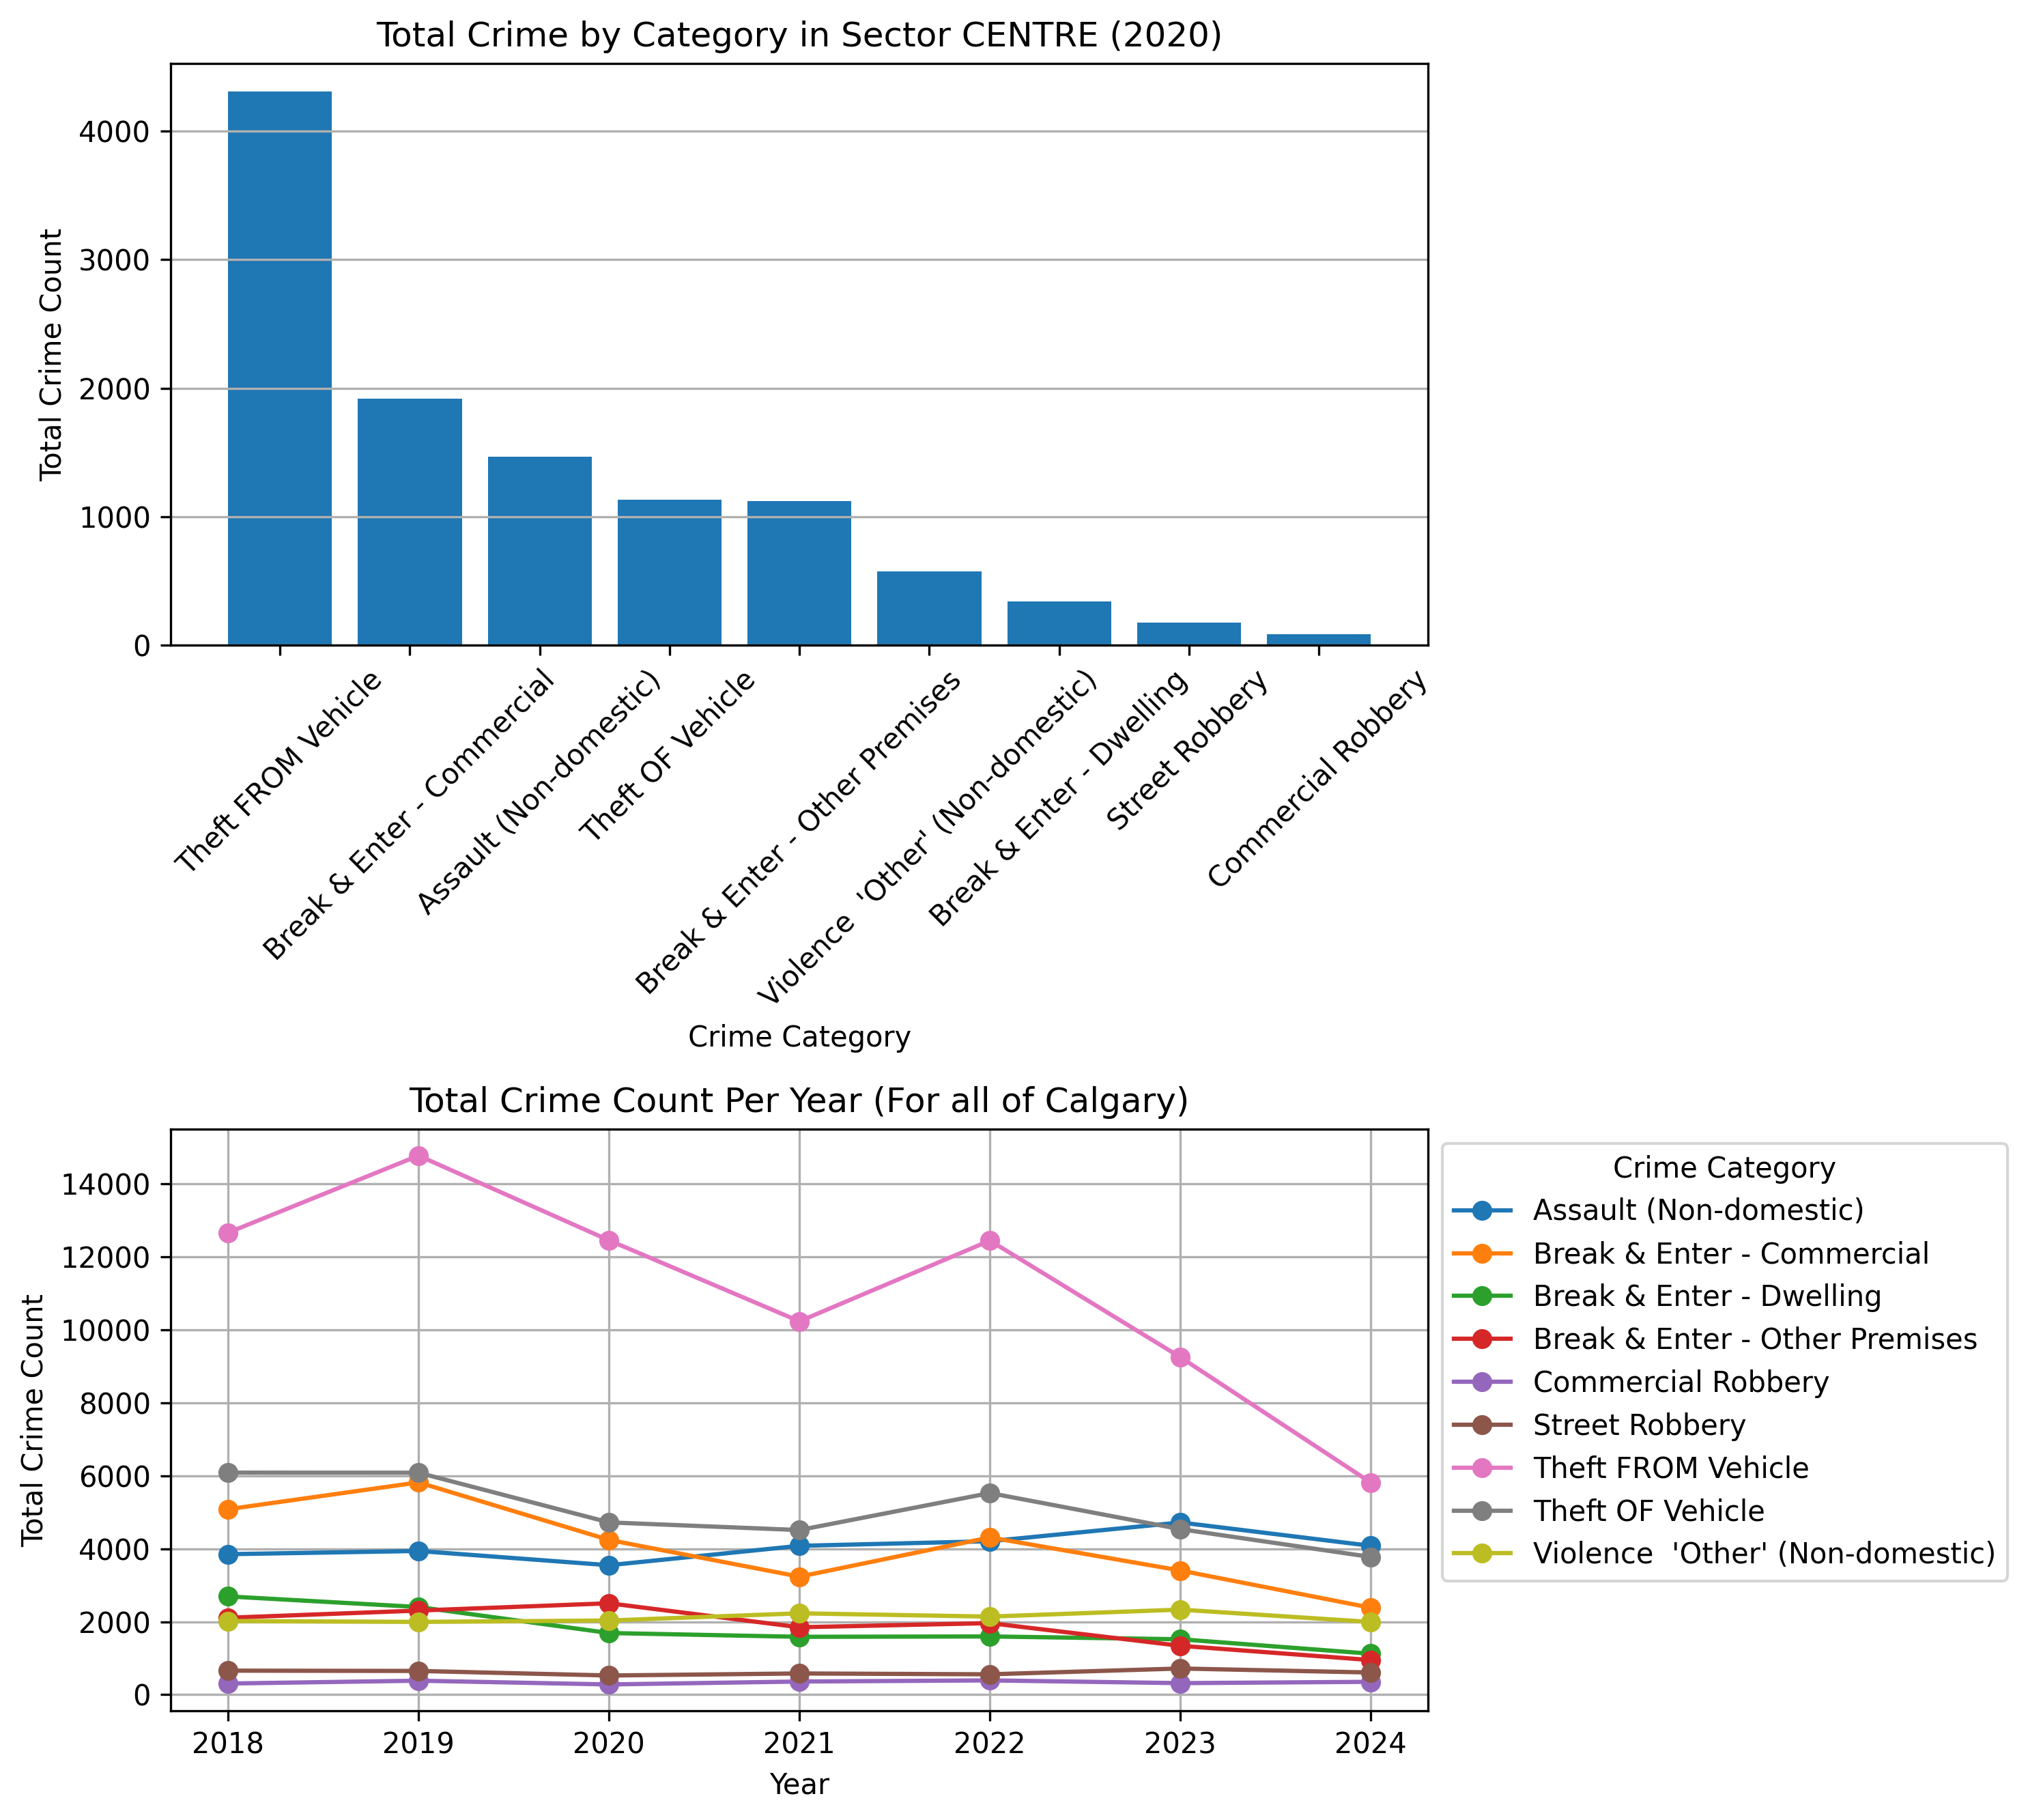 Total Crime by Category in Sector CENTRE (2020)
Total Crime Count
4000
3000
2000
1000
0
Theft FROM Vehicle
Break & Enter - Commercial
Assault (Non-domestic)
Theft OF Vehicle
Break & Enter - Other Premises
Violence  'Other' (Non-domestic)
Break & Enter - Dwelling
Street Robbery
Commercial Robbery
Crime Category
Total Crime Count Per Year (For all of Calgary)
Total Crime Count
14000
12000
10000
8000
6000
4000
2000
0
2018 2019 2020 2021 2022 2023 2024
Year
Crime Category
Assault (Non-domestic)
Break & Enter - Commercial
Break & Enter - Dwelling
Break & Enter - Other Premises
Commercial Robbery
Street Robbery
Theft FROM Vehicle
Theft OF Vehicle
Violence  'Other' (Non-domestic)